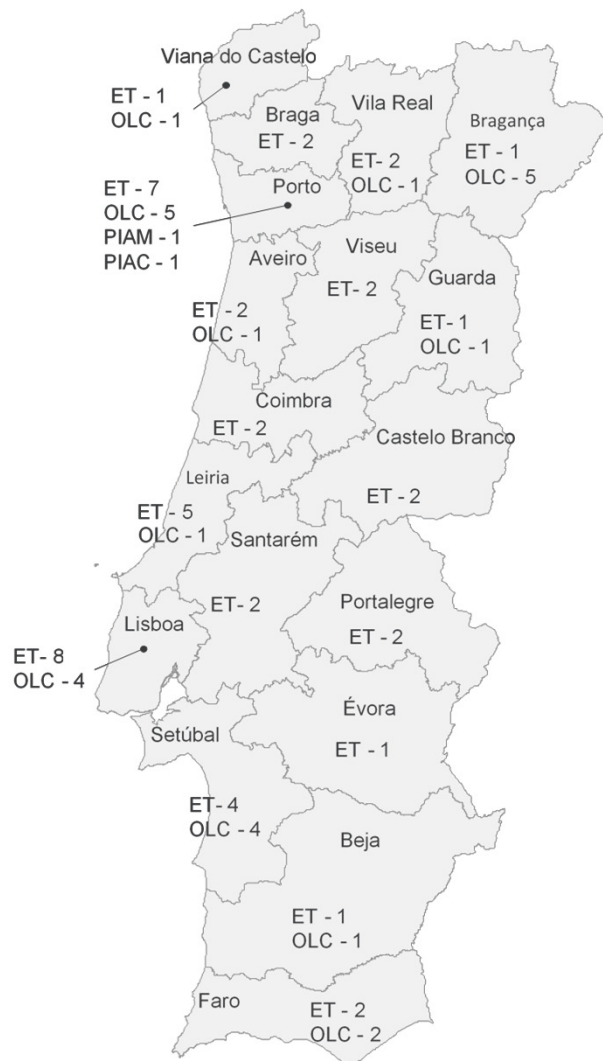 Viana do Castelo
ET - 1
OLC - 1
Braga
ET - 2
Vila Real
ET- 2
OLC - 1
Bragança
ET - 1
OLC - 5
Porto
ET - 7
OLC - 5
PIAM - 1
PIAC - 1
Aveiro
ET - 2
OLC - 1
Viseu
ET- 2
Guarda
ET- 1
OLC - 1
Coimbra
ET - 2
Castelo Branco
ET - 2
Leiria
ET - 5
OLC - 1
Santarém
ET- 2
Portalegre
ET - 2
Lisboa
ET- 8
OLC - 4
Évora
ET - 1
Setúbal
ET- 4
OLC - 4
Beja
ET - 1
OLC - 1
Faro
ET - 2
OLC - 2